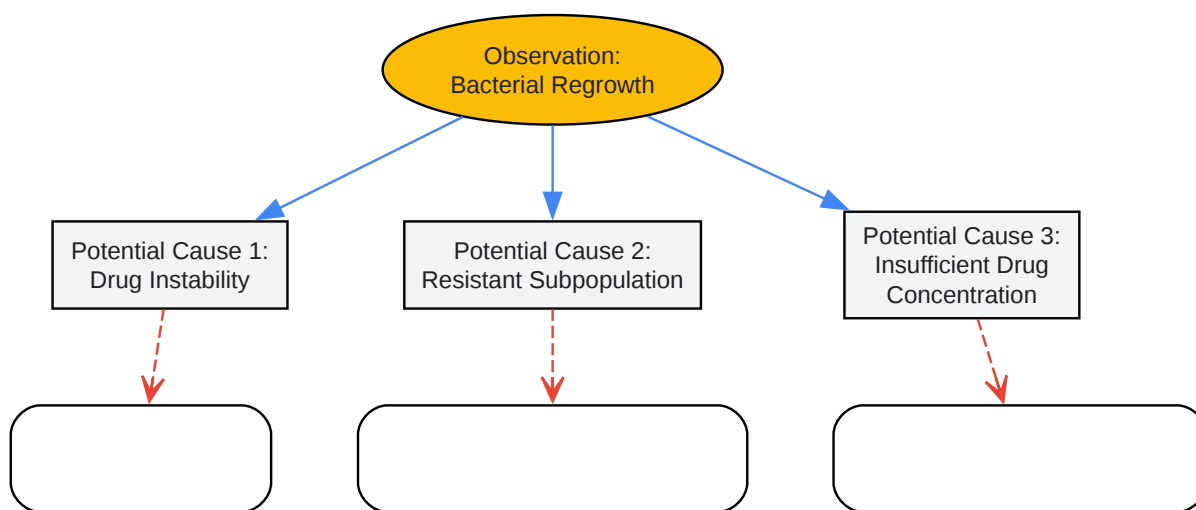 Observation:
Bacterial Regrowth
Potential Cause 1:
Drug Instability
Potential Cause 2:
Resistant Subpopulation
Potential Cause 3:
Insufficient Drug
Concentration